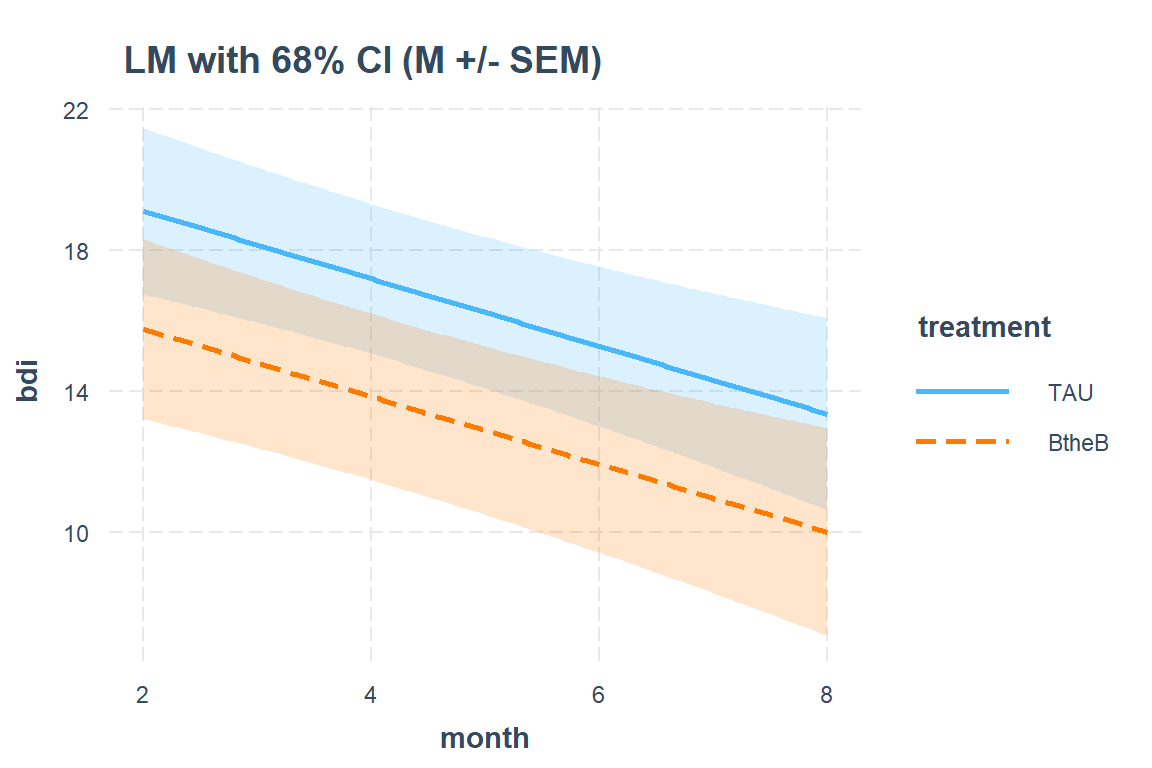 LM with 68% CI (M +/- SEM)
22
18
14
10
bdi
2 4 6 8
month
treatment
TAU
BtheB